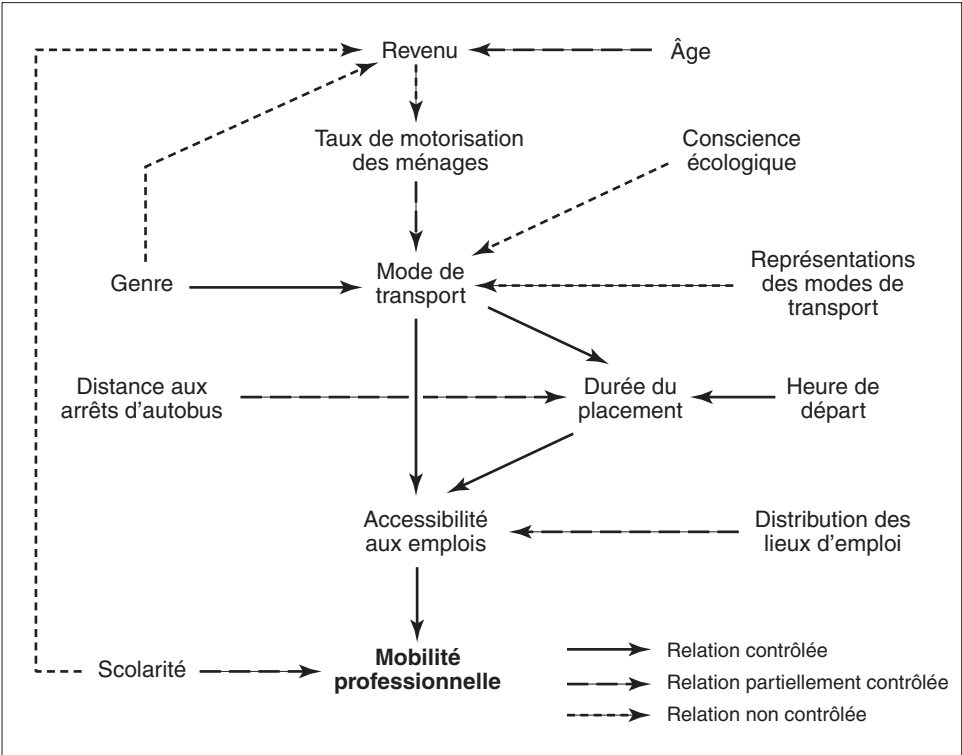 Revenu
Âge
Taux de motorisation
des ménages
Conscience
écologique
Genre
Mode de
transport
Représentations
des modes de
transport
Distance aux
arrêts d'autobus
Durée du
placement
Heure de
départ
Accessibilité
aux emplois
Distribution des
lieux d'emploi
Scolarité
Mobilité
professionnelle
Relation contrôlée
Relation partiellement contrôlée
Relation non contrôlée